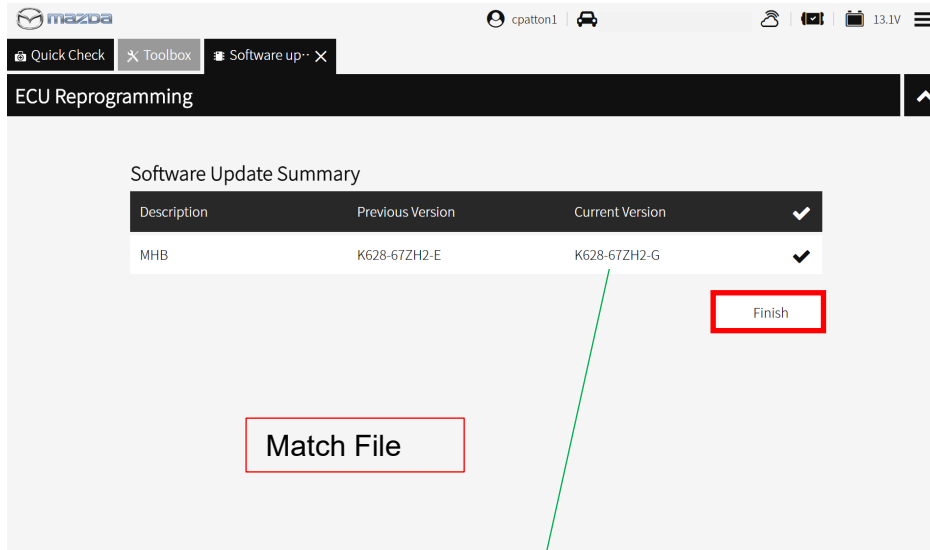 mazda
cpatton1
13.1V
Quick Check
Toolbox
Software up··
ECU Reprogramming
Software Update Summary
Description Previous Version Current Version
MHB K628-67ZH2-E K628-67ZH2-G
Finish
Match File